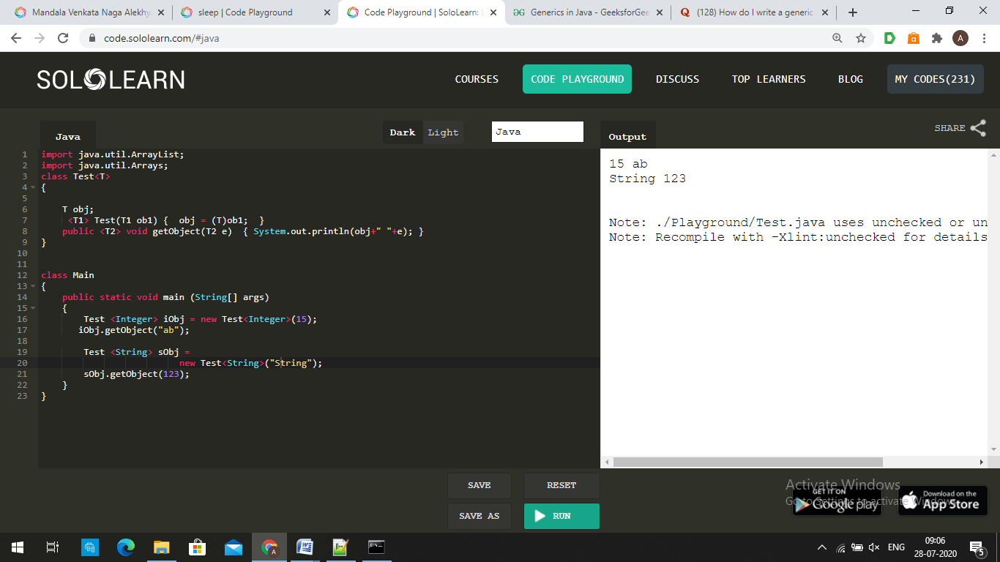 Mandala Venkata Naga Alekhy
sleep | Code Playground
Code Playground | SoloLearn:
Generics in Java - GeeksforGee
(128) How do I write a generic
code.sololearn.com/#java
A
SOLOLEARN
COURSES
CODE PLAYGROUND
DISCUSS
TOP LEARNERS
BLOG
MY CODES(231)
Java
Dark
Light
Java
Output
SHARE
1 import java.util.ArrayList;
2 import java.util.Arrays;
3 class Test<T>
4 {
5
6 T obj;
7 <T1> Test(T1 ob1) { obj = (T)ob1; }
8 public <T2> void getObject(T2 e) { System.out.println(obj+" "+e); }
9 }
10
11
12 class Main
13 {
14 public static void main (String[] args)
15 {
16 Test <Integer> iObj = new Test<Integer>(15);
17 iObj.getObject("ab");
18
19 Test <String> sObj =
20 new Test<String>("String");
21 sObj.getObject(123);
22 }
23 }
15 ab
String 123
Note: ./Playground/Test.java uses unchecked or un
Note: Recompile with -Xlint:unchecked for details
SAVE
RESET
SAVE AS
RUN
Activate Windows
Go to Settings to activate Windows.
GET IT ON
Google play
Download on the
App Store
ENG
09:06
28-07-2020
5